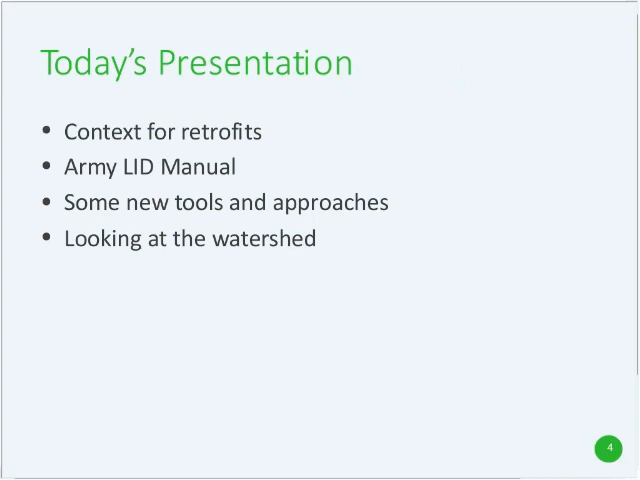 Today’s Presentation
• Context for retrofits
• Army LID Manual
• Some new tools and approaches
• Looking at the watershed
4